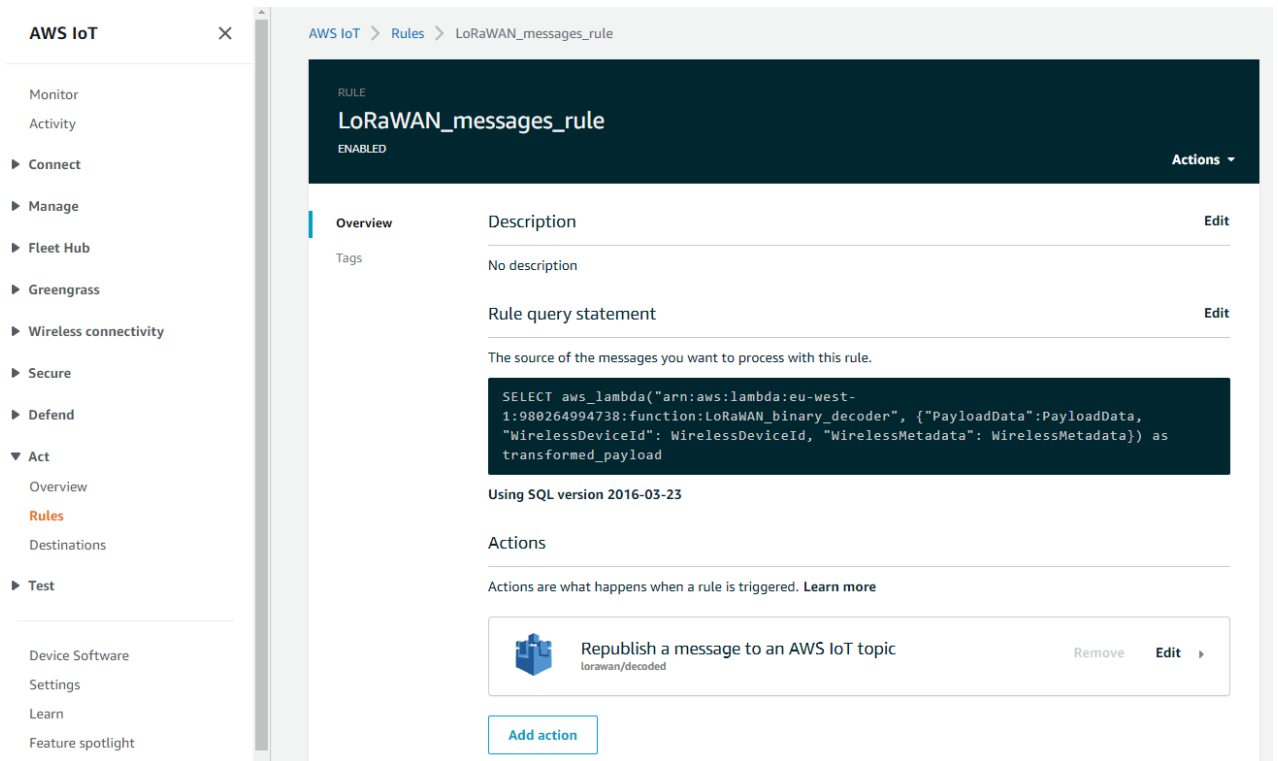 AWS IoT
Monitor
Activity
Connect
Manage
Fleet Hub
Greengrass
Wireless connectivity
Secure
Defend
Act
Overview
Rules
Destinations
Test
Device Software
Settings
Learn
Feature spotlight
AWS IoT > Rules > LoRaWAN_messages_rule
RULE
LoRaWAN_messages_rule
ENABLED
Actions
Overview
Tags
Description Edit
No description
Rule query statement Edit
The source of the messages you want to process with this rule.
SELECT aws_lambda("arn:aws:lambda:eu-west-
1:980264994738:function:LoRaWAN_binary_decoder", {"PayloadData":PayloadData,
"WirelessDeviceId": WirelessDeviceId, "WirelessMetadata": WirelessMetadata}) as
transformed_payload
Using SQL version 2016-03-23
Actions
Actions are what happens when a rule is triggered. Learn more
Republish a message to an AWS IoT topic
lorawan/decoded
Remove Edit
Add action